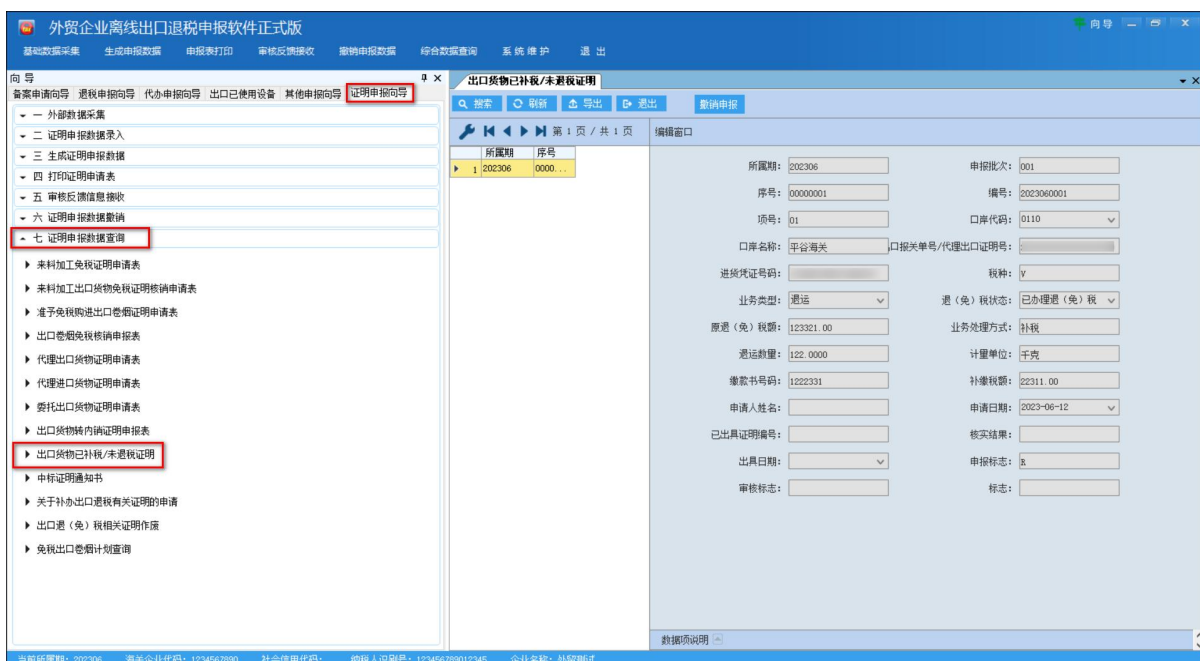 外贸企业离线出口退税申报软件正式版
向导
基础数据采集 生成申报数据 申报表打印 审核反馈接收 撤销申报数据 综合数据查询 系统维护 退出
向导
备案申请向导 退税申报向导 代办申报向导 出口已使用设备 其他申报向导 证明申报向导
一 外部数据采集
二 证明申报数据录入
三 生成证明申报数据
四 打印证明申请表
五 审核反馈信息接收
六 证明申报数据撤销
七 证明申报数据查询
来料加工免税证明申请表
来料加工出口货物免税证明核销申请表
准予免税购进出口卷烟证明申请表
出口卷烟免税核销申报表
代理出口货物证明申请表
代理进口货物证明申请表
委托出口货物证明申请表
出口货物转内销证明申报表
出口货物已补税/未退税证明
中标证明通知书
关于补办出口退税有关证明的申请
出口退（免）税相关证明作废
免税出口卷烟计划查询
出口货物已补税/未退税证明
搜索 刷新 导出 退出 撤销申报
第 1 页 / 共 1 页
编辑窗口
所属期 序号
1 202306 0000...
所属期: 202306 申报批次: 001
序号: 00000001 编号: 2023060001
项号: 01 口岸代码: 0110
口岸名称: 平谷海关 口报关单号/代理出口证明号:
进货凭证号码: 税种: V
业务类型: 退运 退（免）税状态: 已办理退（免）税
原退（免）税额: 123321.00 业务处理方式: 补税
退运数量: 122.0000 计量单位: 千克
缴款书号码: 1222331 补缴税额: 22311.00
申请人姓名: 申请日期: 2023-06-12
已出具证明编号: 核实结果:
出具日期: 申报标志: R
审核标志: 标志:
数据项说明
当前所属期: 202306 海关企业代码: 1234567890 社会信用代码: 纳税人识别号: 123456789012345 企业名称: 外贸测试